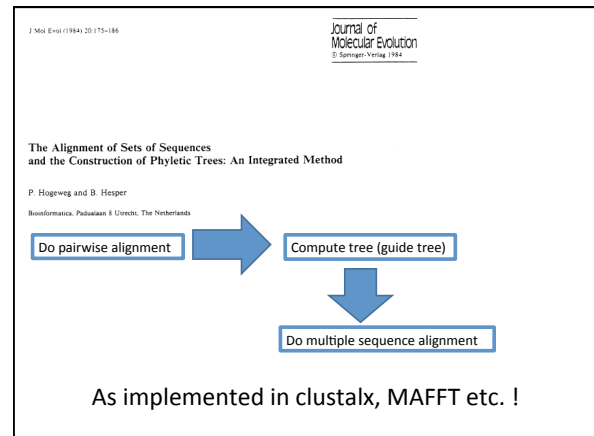 J Mol Evol (1984) 20:175-186
Journal of
Molecular Evolution
© Springer-Verlag 1984
The Alignment of Sets of Sequences
and the Construction of Phyletic Trees: An Integrated Method
P. Hogeweg and B. Hesper
Bioinformatica, Padualaan 8 Utrecht, The Netherlands
Do pairwise alignment
Compute tree (guide tree)
Do multiple sequence alignment
As implemented in clustalx, MAFFT etc. !